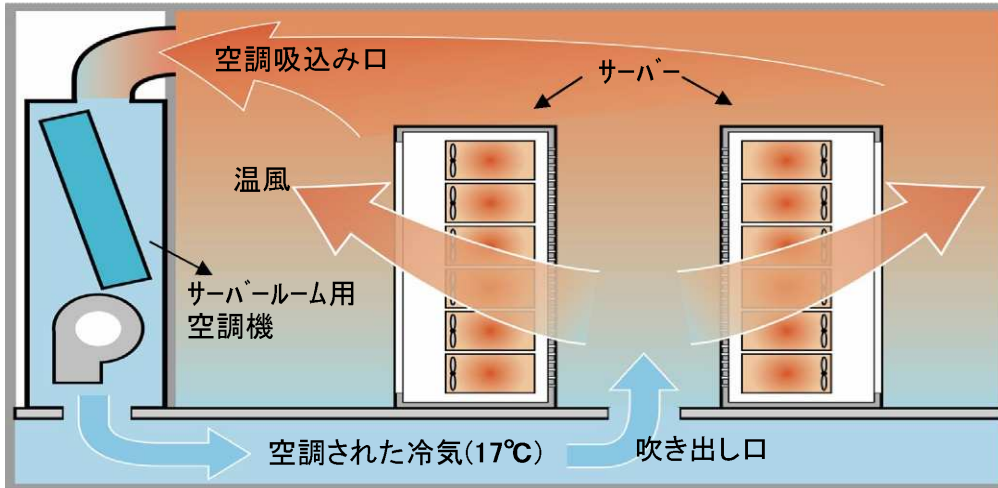 空調吸込み口
サーバー
温風
サーバールーム用
空調機
空調された冷気(17℃)
吹き出し口